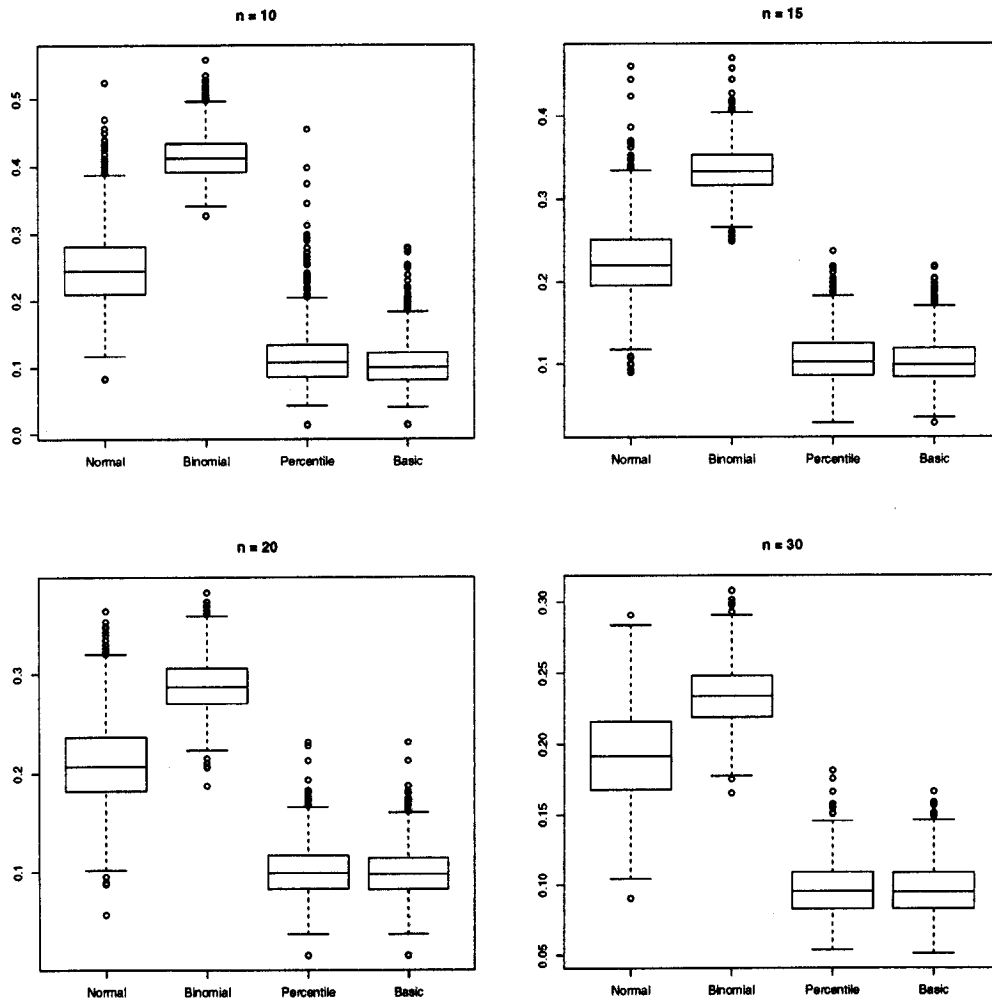 n = 10
0.5
0.4
0.3
0.2
0.1
0.0
Normal Binomial Percentile Basic
n = 15
0.4
0.3
0.2
0.1
Normal Binomial Percentile Basic
n = 20
0.3
0.2
0.1
Normal Binomial Percentile Basic
n = 30
0.30
0.25
0.20
0.15
0.10
0.05
Normal Binomial Percentile Basic